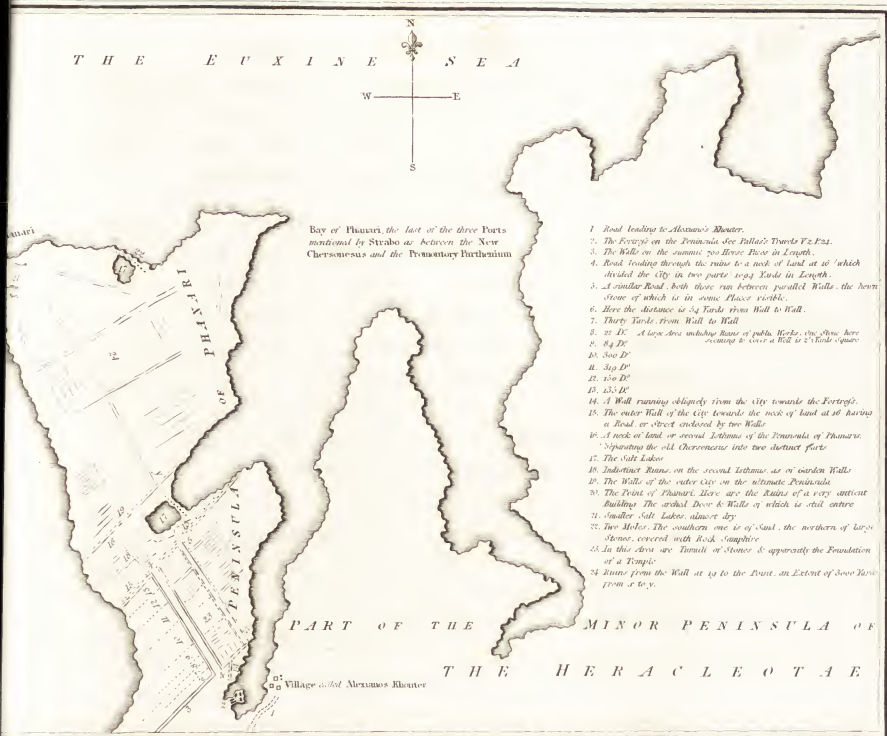 N
THE EUXINE SEA
W E
S
Bay of Phanari, the last of the three Ports
mentioned by Strabo as between the New
Chersonesus and the Promontory Parthenium
1 Road leading to Alexiano's Khouter.
2. The Fortress on the Peninsula See Pallas's Travels V.2. P.24.
3. The Walls on the summit 700 Horse Paces in Length.
4. Road leading through the ruins to a neck of land at 16 which
divided the City in two parts 1094 Yards in Length.
5. A similar Road, both these run between parallel Walls, the hewn
Stone of which is in some Places visible.
6. Here the distance is 54 Yards from Wall to Wall.
7. Thirty Yards, from Wall to Wall
8. 22 Dº A large Area including Ruins of public Works, one Stone here
seeming to cover a Well is 2½ Yards Square
9. 84 Dº
10. 300 Dº
11. 319 Dº
12. 150 Dº
13. 135 Dº
14. A Wall running obliquely from the City towards the Fortress.
15. The outer Wall of the City towards the neck of land at 16 having
a Road, or Street enclosed by two Walls
16. A neck of land or second Isthmus of the Peninsula of Phanari,
Separating the old Chersonesus into two distinct parts
17. The Salt Lakes
18. Indistinct Ruins, on the second Isthmus, as of Garden Walls
19. The Walls of the outer City on the ultimate Peninsula
20. The Point of Phanari. Here are the Ruins of a very antient
Building The arched Door & Walls of which is still entire
21. Smaller Salt Lakes, almost dry
22. Two Moles. The southern one is of Sand, the northern of large
Stones, covered with Rock Samphire
23. In this Area are Tumuli of Stones & apparently the Foundation
of a Temple
24 Ruins from the Wall at 19 to the Point, an Extent of 3000 Yards
from x to y.
PENINSULA OF PHANARI
17
24
19
18
17
23
3
1
PART OF THE MINOR PENINSULA OF
THE HERACLEOTAE
Village called Alexianos Khouter